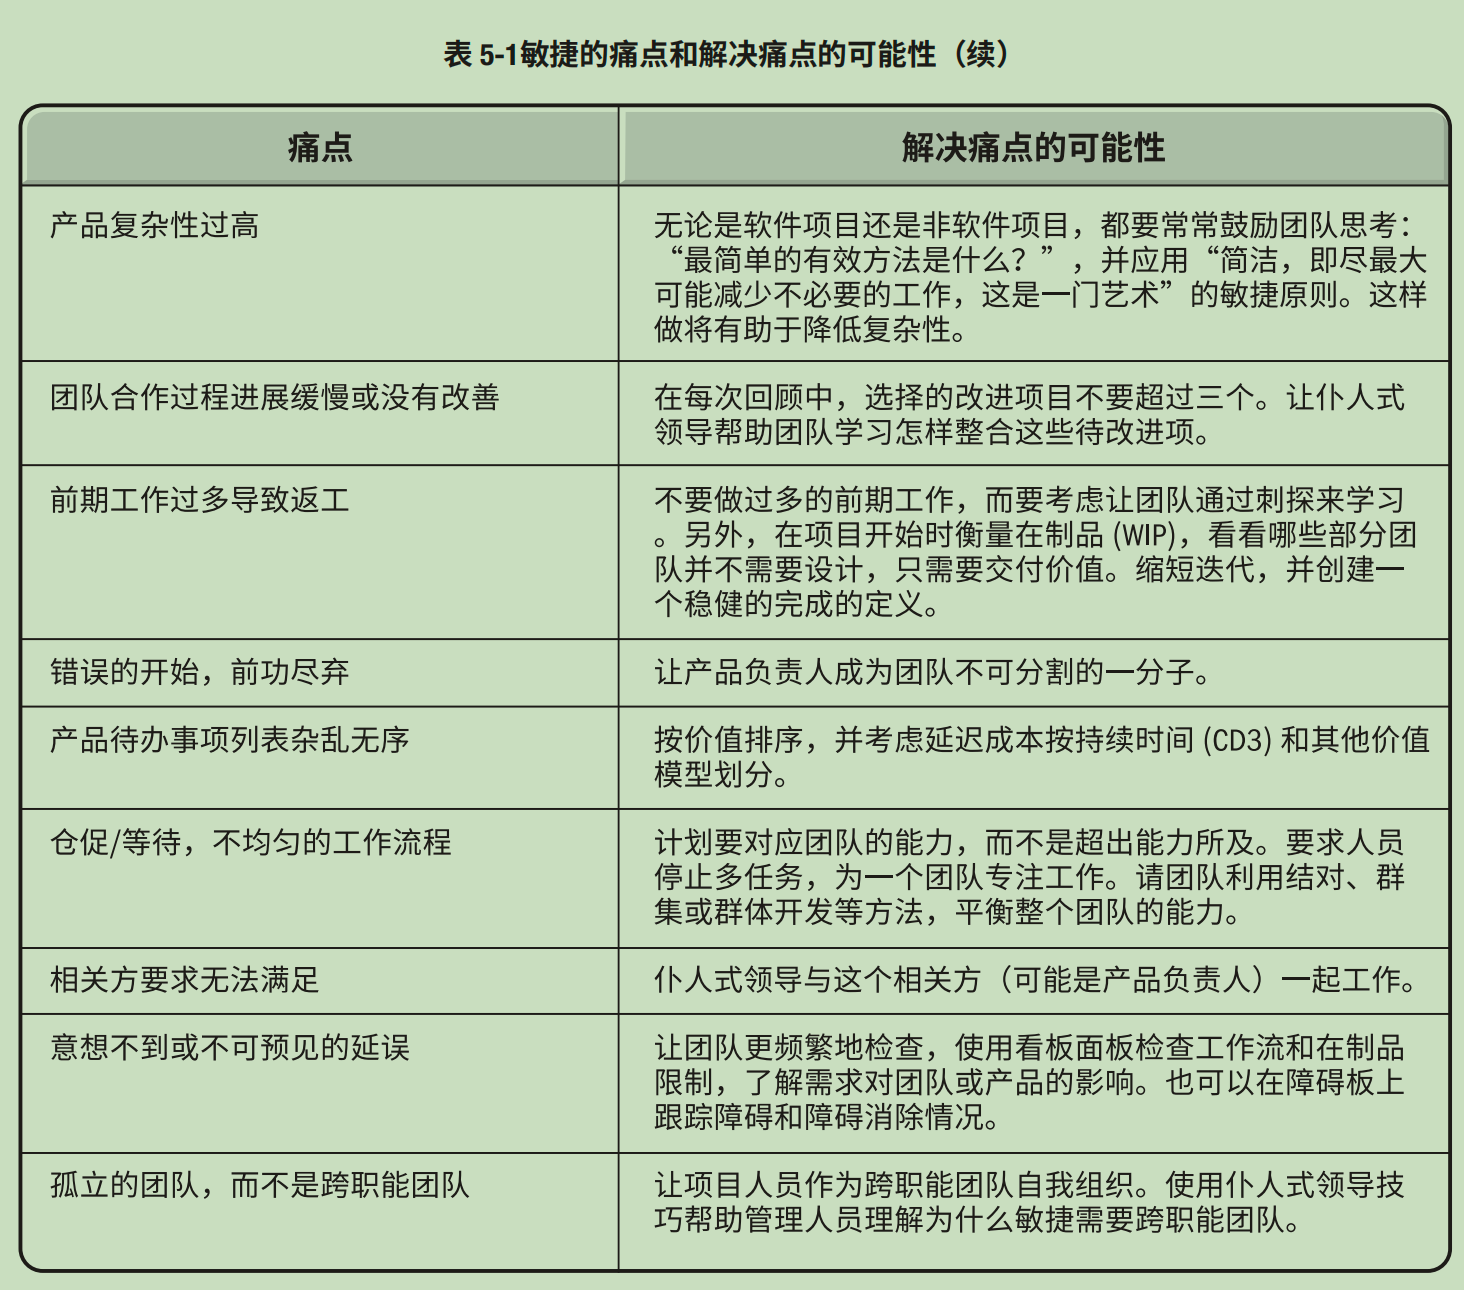 表 5-1敏捷的痛点和解决痛点的可能性（续）
痛点
解决痛点的可能性
产品复杂性过高
无论是软件项目还是非软件项目，都要常常鼓励团队思考：
“最简单的有效方法是什么？”，并应用“简洁，即尽最大
可能减少不必要的工作，这是一门艺术”的敏捷原则。这样
做将有助于降低复杂性。
团队合作过程进展缓慢或没有改善
在每次回顾中，选择的改进项目不要超过三个。让仆人式
领导帮助团队学习怎样整合这些待改进项。
前期工作过多导致返工
不要做过多的前期工作，而要考虑让团队通过刺探来学习
。另外，在项目开始时衡量在制品 (WIP)，看看哪些部分团
队并不需要设计，只需要交付价值。缩短迭代，并创建一
个稳健的完成的定义。
错误的开始，前功尽弃
让产品负责人成为团队不可分割的一分子。
产品待办事项列表杂乱无序
按价值排序，并考虑延迟成本按持续时间 (CD3) 和其他价值
模型划分。
仓促/等待，不均匀的工作流程
计划要对应团队的能力，而不是超出能力所及。要求人员
停止多任务，为一个团队专注工作。请团队利用结对、群
集或群体开发等方法，平衡整个团队的能力。
相关方要求无法满足
仆人式领导与这个相关方（可能是产品负责人）一起工作。
意想不到或不可预见的延误
让团队更频繁地检查，使用看板面板检查工作流和在制品
限制，了解需求对团队或产品的影响。也可以在障碍板上
跟踪障碍和障碍消除情况。
孤立的团队，而不是跨职能团队
让项目人员作为跨职能团队自我组织。使用仆人式领导技
巧帮助管理人员理解为什么敏捷需要跨职能团队。